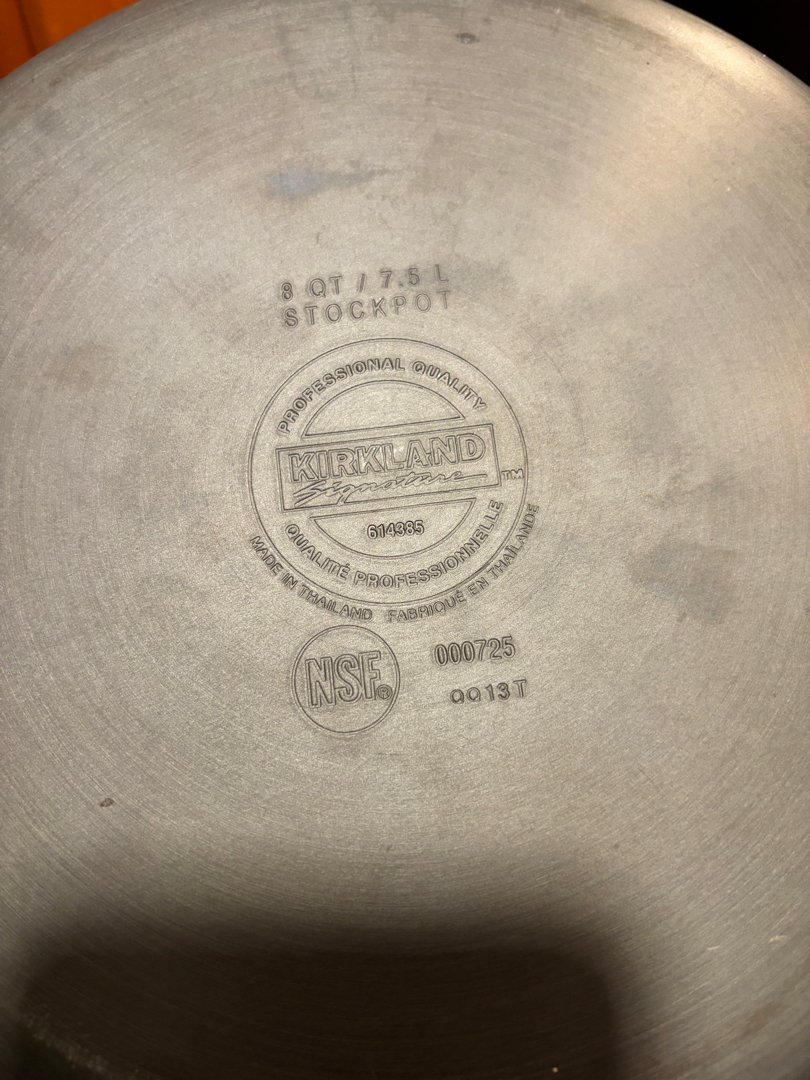 8 QT / 7.5 L
STOCKPOT
PROFESSIONAL QUALITY
KIRKLAND
Signature
TM
614385
QUALITÉ PROFESSIONNELLE
MADE IN THAILAND FABRIQUÉ EN THAÏLANDE
NSF®
000725
QQ13T